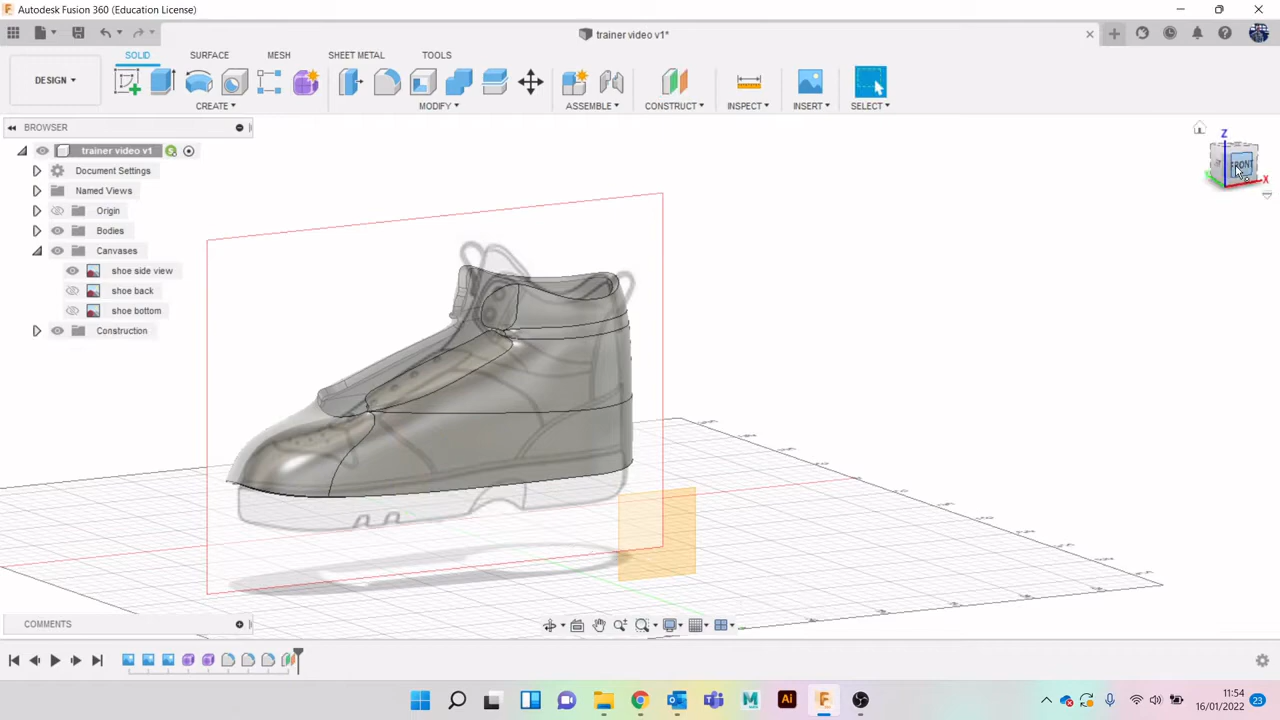 Autodesk Fusion 360 (Education License)
trainer video v1*
DESIGN
SOLID
SURFACE
MESH
SHEET METAL
TOOLS
CREATE
MODIFY
ASSEMBLE
CONSTRUCT
INSPECT
INSERT
SELECT
BROWSER
trainer video v1
Document Settings
Named Views
Origin
Bodies
Canvases
shoe side view
shoe back
shoe bottom
Construction
Z
FRONT
X
COMMENTS
11:54
16/01/2022
23